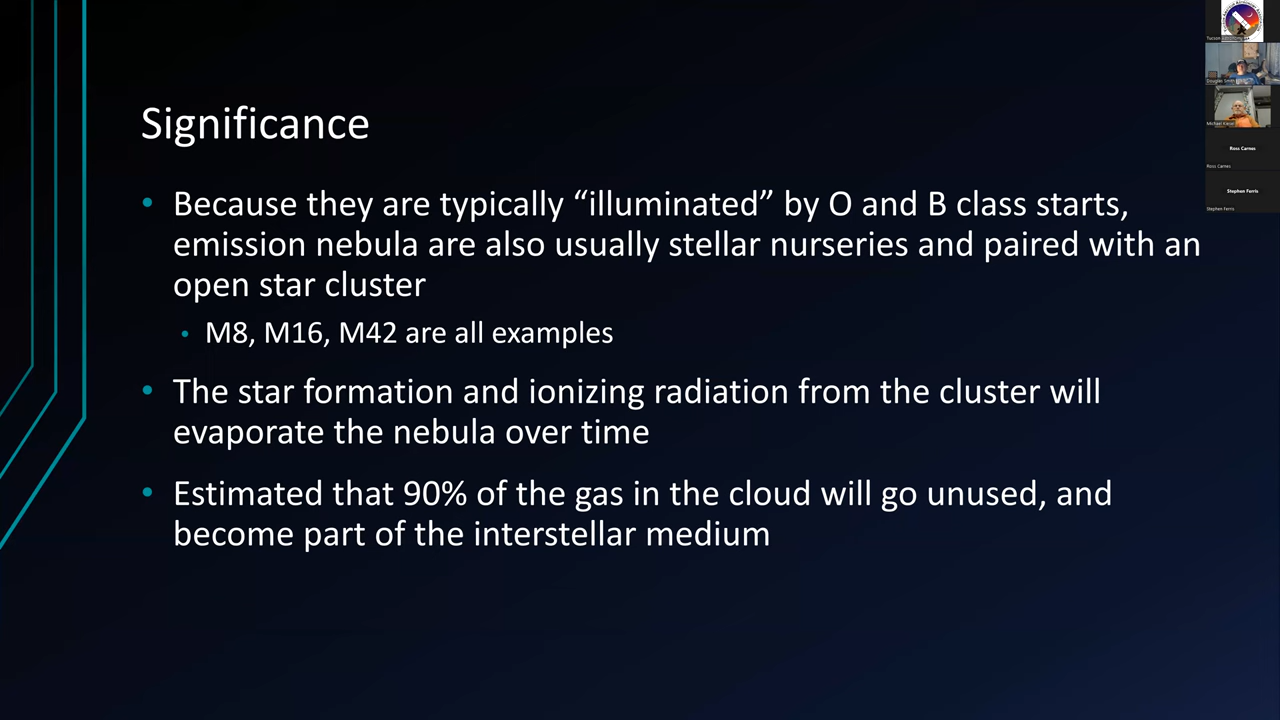 Significance
• Because they are typically “illuminated” by O and B class starts,
emission nebula are also usually stellar nurseries and paired with an
open star cluster
• M8, M16, M42 are all examples
• The star formation and ionizing radiation from the cluster will
evaporate the nebula over time
• Estimated that 90% of the gas in the cloud will go unused, and
become part of the interstellar medium
Douglas Smith
Ross Carnes
Ross Carnes
Stephen Ferris
Stephen Ferris